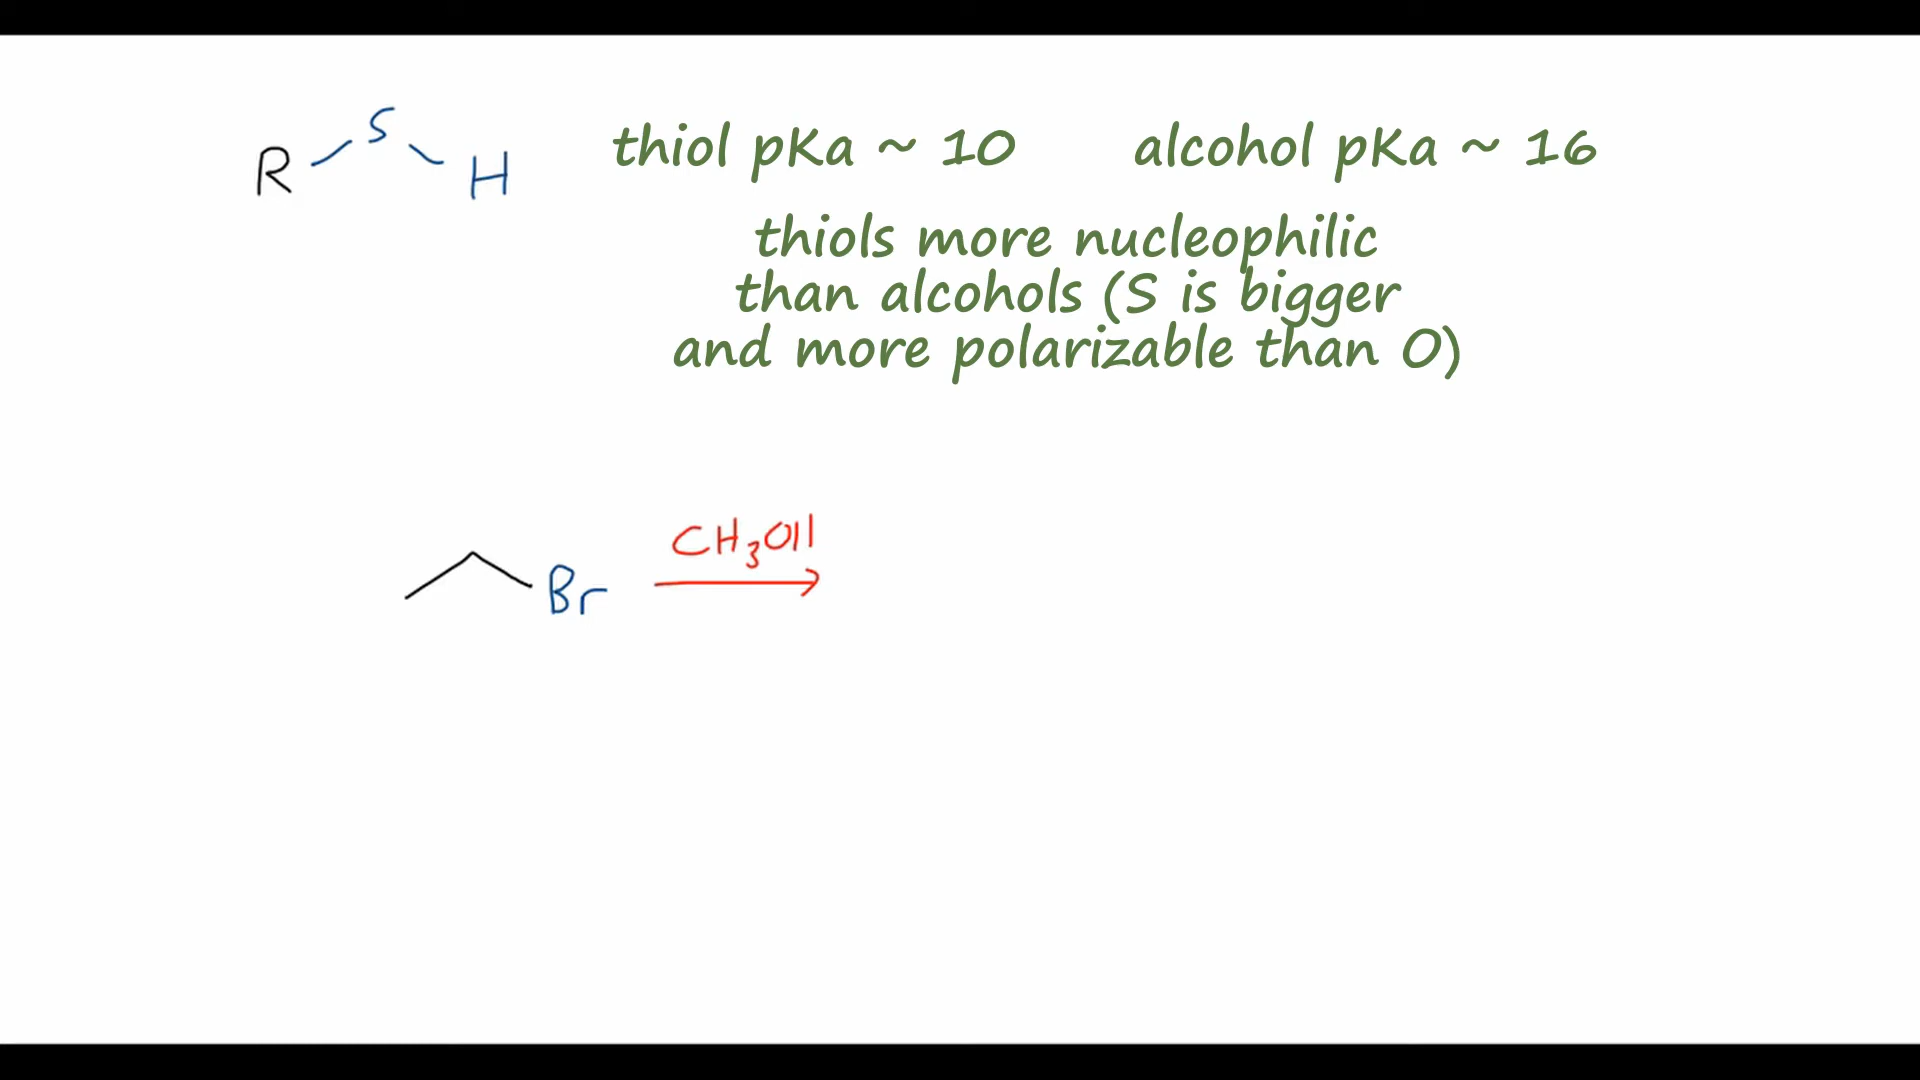 R S H
thiol pKa ~ 10 alcohol pKa ~ 16
thiols more nucleophilic
than alcohols (S is bigger
and more polarizable than O)
CH₃OH
Br